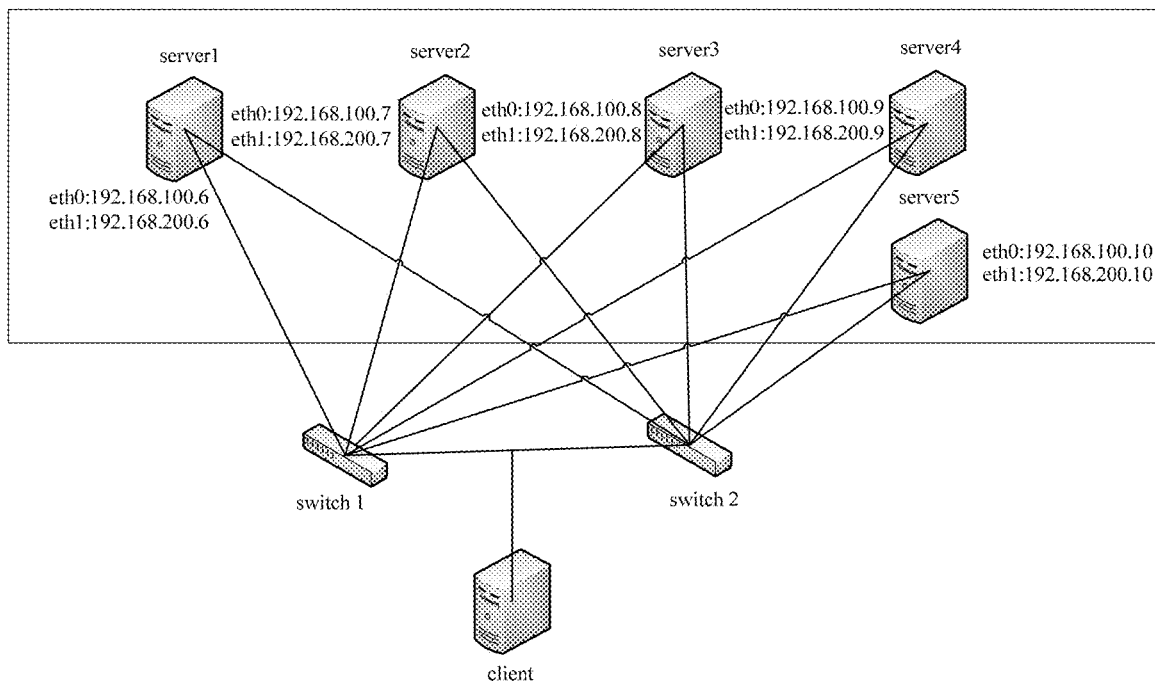 server1
server2
server3
server4
eth0:192.168.100.7
eth1:192.168.200.7
eth0:192.168.100.8
eth1:192.168.200.8
eth0:192.168.100.9
eth1:192.168.200.9
eth0:192.168.100.6
eth1:192.168.200.6
server5
eth0:192.168.100.10
eth1:192.168.200.10
switch 1
switch 2
client